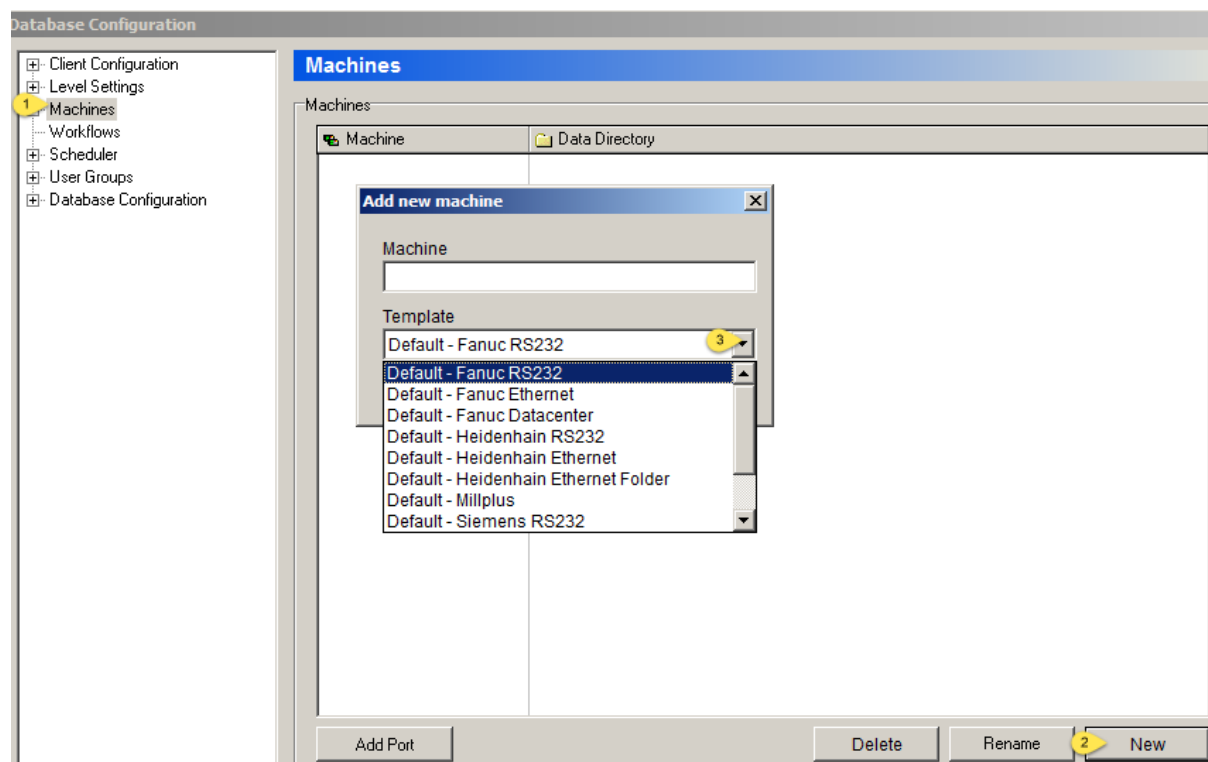 Database Configuration
Client Configuration
Level Settings
1 Machines
Workflows
Scheduler
User Groups
Database Configuration
Machines
Machines
Machine Data Directory
Add new machine
Machine
Template
Default - Fanuc RS232 3
Default - Fanuc RS232
Default - Fanuc Ethernet
Default - Fanuc Datacenter
Default - Heidenhain RS232
Default - Heidenhain Ethernet
Default - Heidenhain Ethernet Folder
Default - Millplus
Default - Siemens RS232
Add Port Delete Rename 2 New